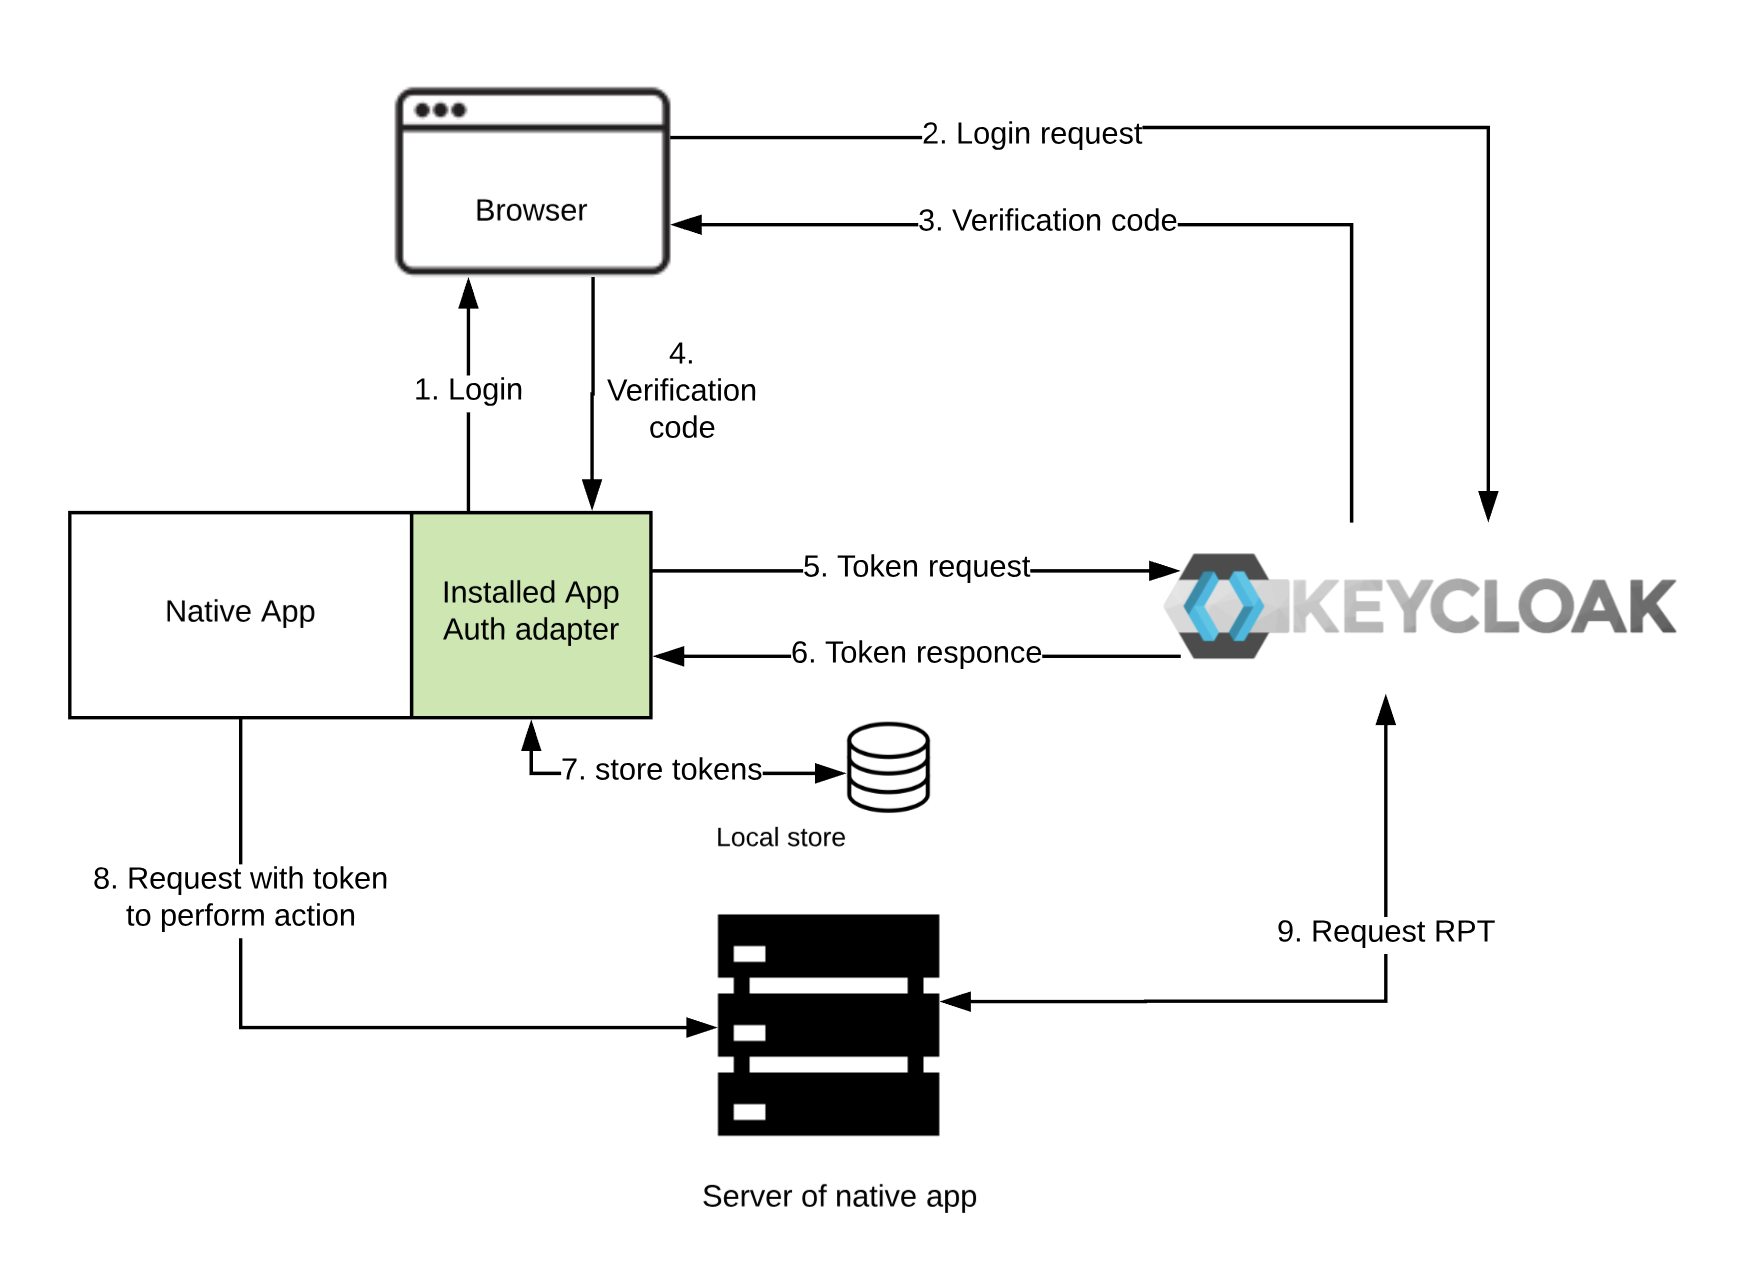 2. Login request
3. Verification code
Browser
1. Login
4.
Verification
code
Native App
Installed App
Auth adapter
5. Token request
6. Token responce
KEYCLOAK
7. store tokens
Local store
8. Request with token
to perform action
9. Request RPT
Server of native app